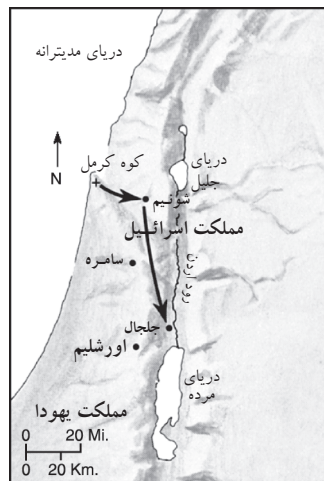 دریای مدیترانه
کوه کرمل
دریای
جلیل
N
شونیم
مملکت اسرائیل
سامره
رود اردن
جلجال
اورشلیم
دریای
مرده
مملکت یهودا
0 20 Mi.
0 20 Km.